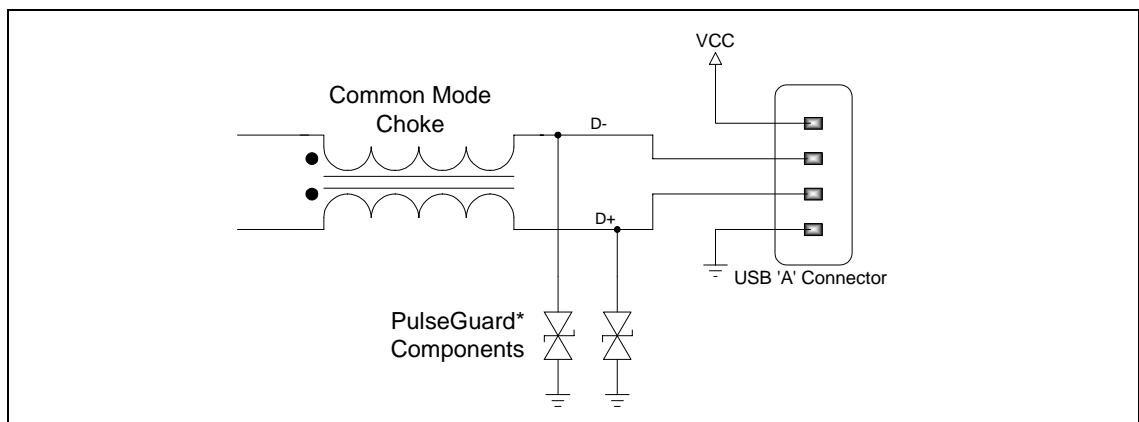 VCC
Common Mode
Choke
D-
D+
USB 'A' Connector
PulseGuard*
Components